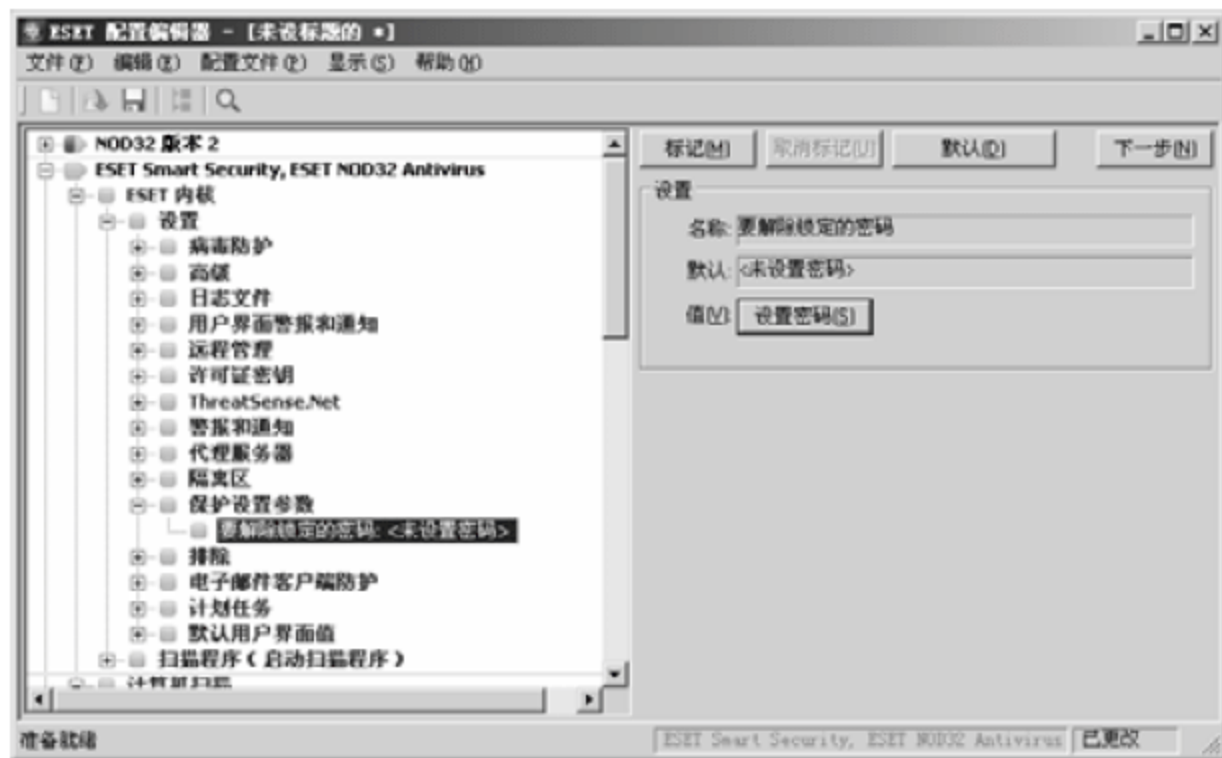 ESET 配置编辑器 - [未设标题的 *]
文件(F) 编辑(E) 配置文件(P) 显示(S) 帮助(H)
NOD32 版本 2
ESET Smart Security, ESET NOD32 Antivirus
ESET 内核
设置
病毒防护
高级
日志文件
用户界面警报和通知
远程管理
许可证密钥
ThreatSense.Net
警报和通知
代理服务器
隔离区
保护设置参数
要解除锁定的密码: <未设置密码>
排除
电子邮件客户端防护
计划任务
默认用户界面值
扫描程序（启动扫描程序）
计算机扫描
标记(M) 取消标记(U) 默认(D) 下一步(N)
设置
名称: 要解除锁定的密码
默认: <未设置密码>
值(V): 设置密码(S)
准备就绪 ESET Smart Security, ESET NOD32 Antivirus 已更改